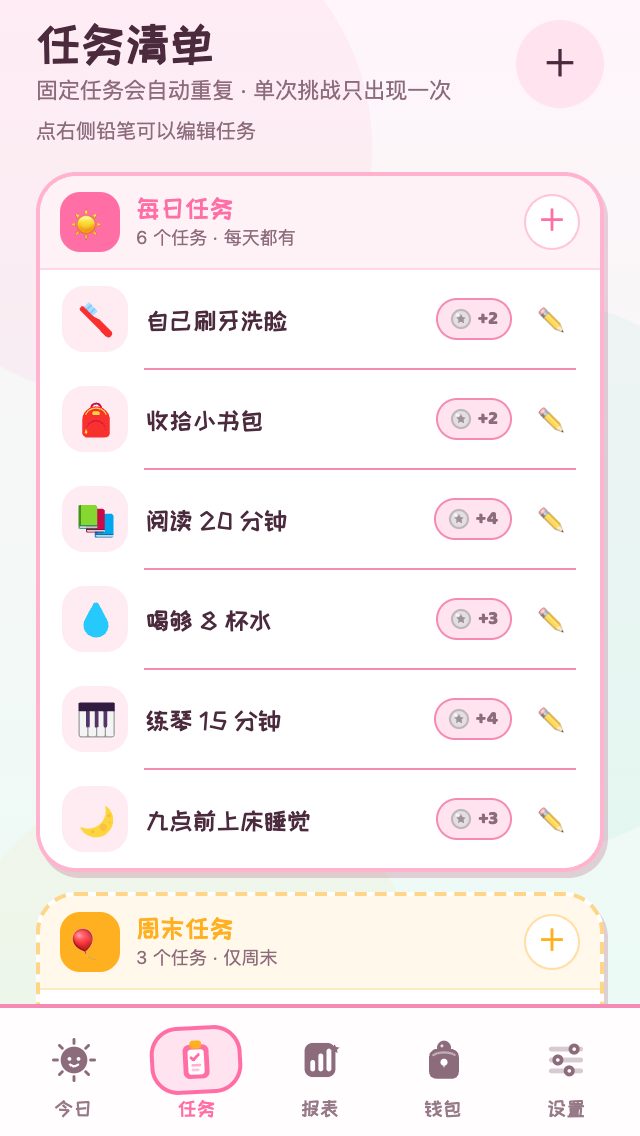 任务清单
固定任务会自动重复 · 单次挑战只出现一次
点右侧铅笔可以编辑任务
每日任务
6 个任务 · 每天都有
自己刷牙洗脸
+2
收拾小书包
+2
阅读 20 分钟
+4
喝够 8 杯水
+3
练琴 15 分钟
+4
九点前上床睡觉
+3
周末任务
3 个任务 · 仅周末
今日
任务
报表
钱包
设置